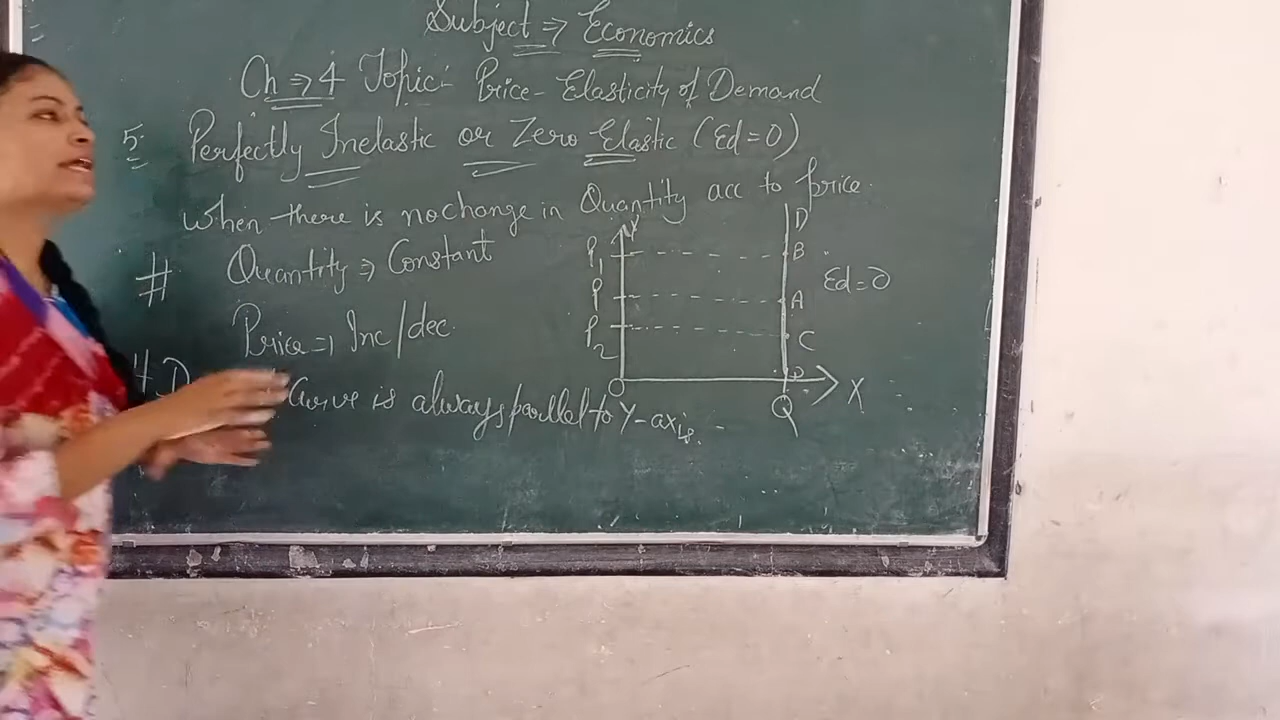 Subject ⇒ Economics
Ch ⇒ 4 Topic:- Price-Elasticity of Demand
5. Perfectly Inelastic or Zero Elastic (Ed=0)
When there is no change in Quantity acc to price.
# Quantity ⇒ Constant
Price ⇒ Inc/dec.
# D Curve is always parallel to Y-axis.
Y
D
P1
B
P
A
Ed=0
P2
C
O
D
X
Q